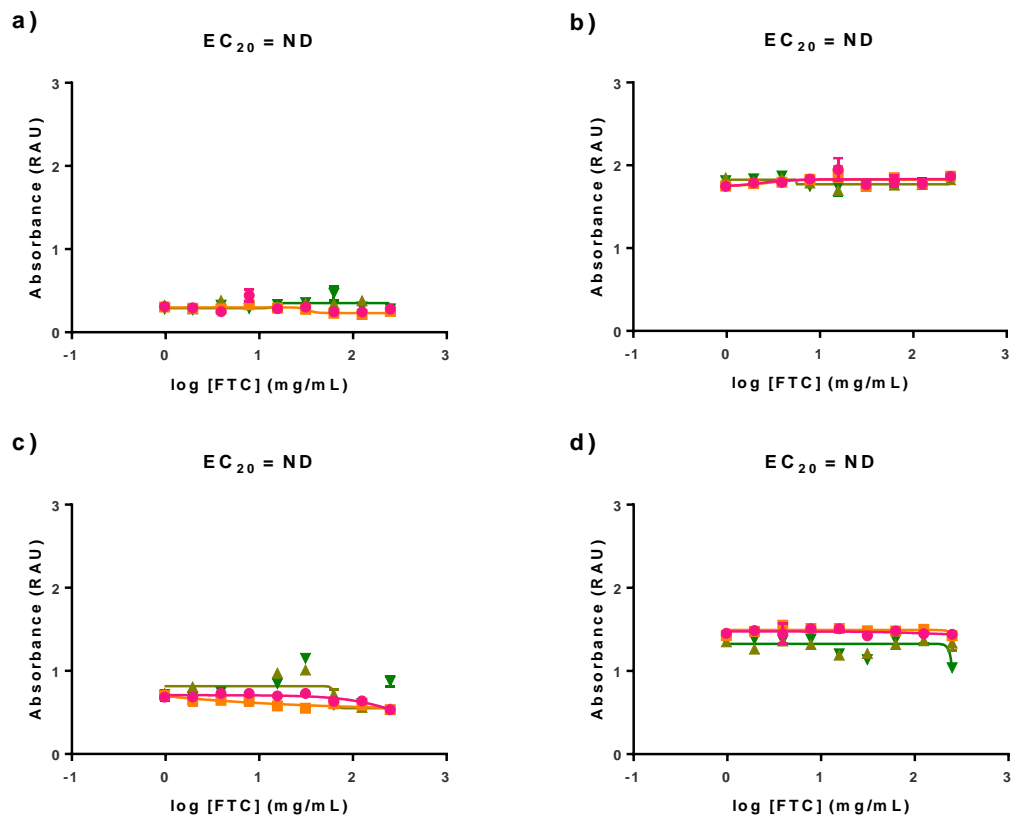 a)
EC20 = ND
3
2
1
0
Absorbance (RAU)
-1 0 1 2 3
log [FTC] (mg/mL)
b)
EC20 = ND
3
2
1
0
Absorbance (RAU)
-1 0 1 2 3
log [FTC] (mg/mL)
c)
EC20 = ND
3
2
1
0
Absorbance (RAU)
-1 0 1 2 3
log [FTC] (mg/mL)
d)
EC20 = ND
3
2
1
0
Absorbance (RAU)
-1 0 1 2 3
log [FTC] (mg/mL)